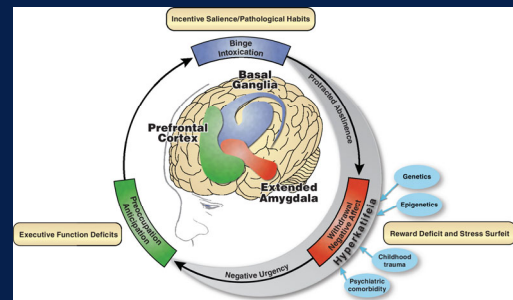 Incentive Salience/Pathological Habits
Binge
Intoxication
Protracted Abstinence
Basal
Ganglia
Prefrontal
Cortex
Extended
Amygdala
Genetics
Epigenetics
Withdrawal
Negative Affect
Hyperkatifeia
Preoccupation
Anticipation
Executive Function Deficits
Reward Deficit and Stress Surfeit
Negative Urgency
Childhood
trauma
Psychiatric
comorbidity